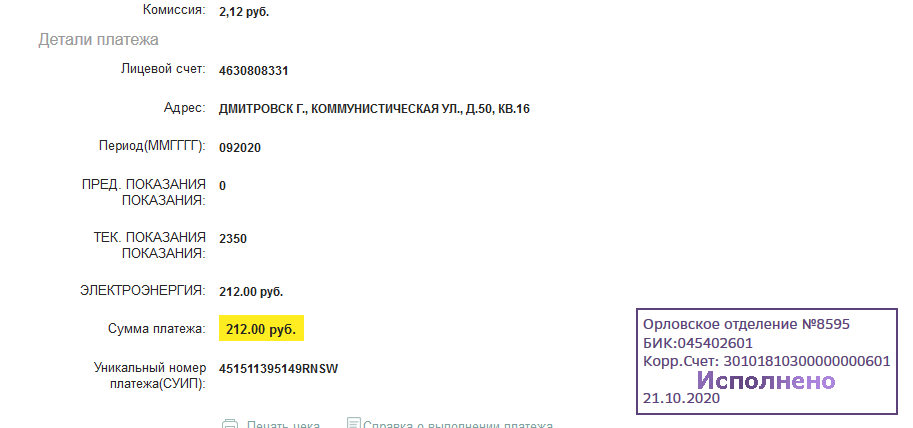 Комиссия: 2,12 руб.
Детали платежа
Лицевой счет: 4630808331
Адрес: ДМИТРОВСК Г., КОММУНИСТИЧЕСКАЯ УЛ., Д.50, КВ.16
Период(ММГГГГ): 092020
ПРЕД. ПОКАЗАНИЯ 0
ПОКАЗАНИЯ:
ТЕК. ПОКАЗАНИЯ 2350
ПОКАЗАНИЯ:
ЭЛЕКТРОЭНЕРГИЯ: 212.00 руб.
Сумма платежа: 212.00 руб.
Уникальный номер 451511395149RNSW
платежа(СУИП):
Орловское отделение №8595
БИК:045402601
Корр.Счет: 30101810300000000601
Исполнено
21.10.2020
Печать чека Справка о выполнении платежа